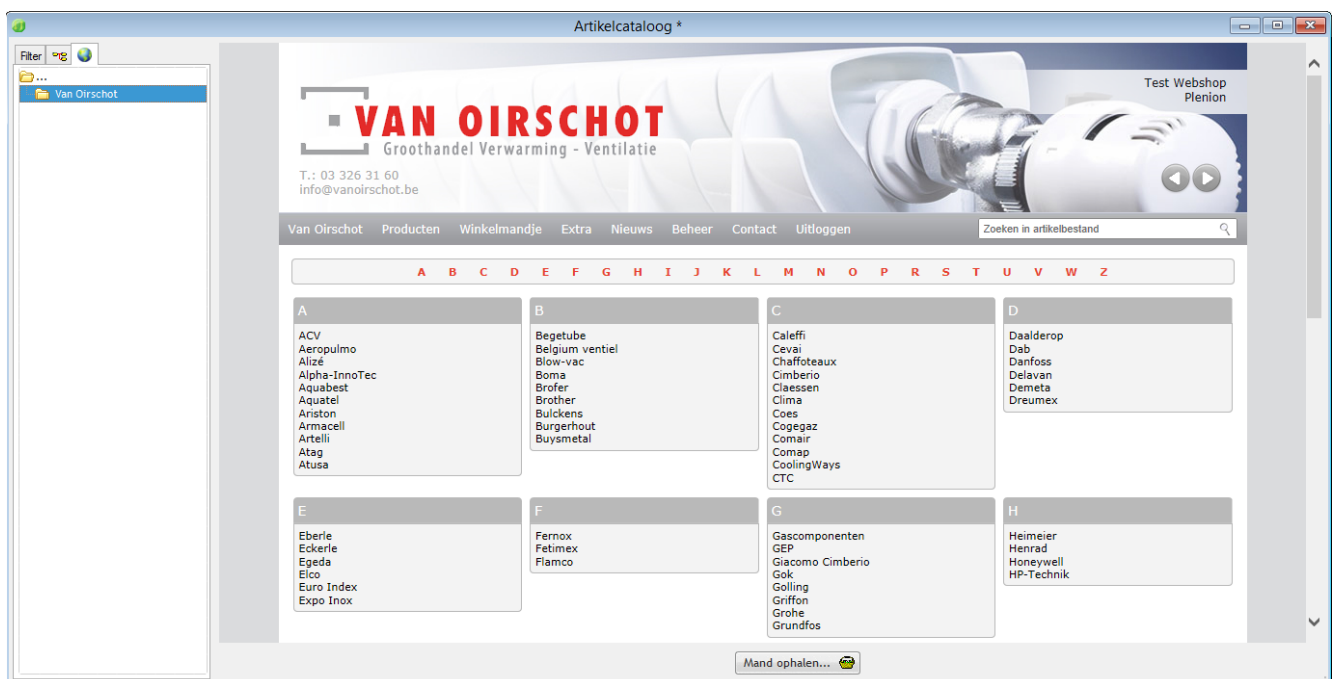 Artikelcataloog *
Filter
...
Van Oirschot
Test Webshop
Plenion
VAN OIRSCHOT
Groothandel Verwarming - Ventilatie
T.: 03 326 31 60
info@vanoirschot.be
Van Oirschot Producten Winkelmandje Extra Nieuws Beheer Contact Uitloggen Zoeken in artikelbestand
A B C D E F G H I J K L M N O P R S T U V W Z
A
ACV
Aeropulmo
Alizé
Alpha-InnoTec
Aquabest
Aquatel
Ariston
Armacell
Artelli
Atag
Atusa
B
Begetube
Belgium ventiel
Blow-vac
Boma
Brofer
Brother
Bulckens
Burgerhout
Buysmetal
C
Caleffi
Cevai
Chaffoteaux
Cimberio
Claessen
Clima
Coes
Cogegaz
Comair
Comap
CoolingWays
CTC
D
Daalderop
Dab
Danfoss
Delavan
Demeta
Dreumex
E
Eberle
Eckerle
Egeda
Elco
Euro Index
Expo Inox
F
Fernox
Fetimex
Flamco
G
Gascomponenten
GEP
Giacomo Cimberio
Gok
Golling
Griffon
Grohe
Grundfos
H
Heimeier
Henrad
Honeywell
HP-Technik
Mand ophalen...